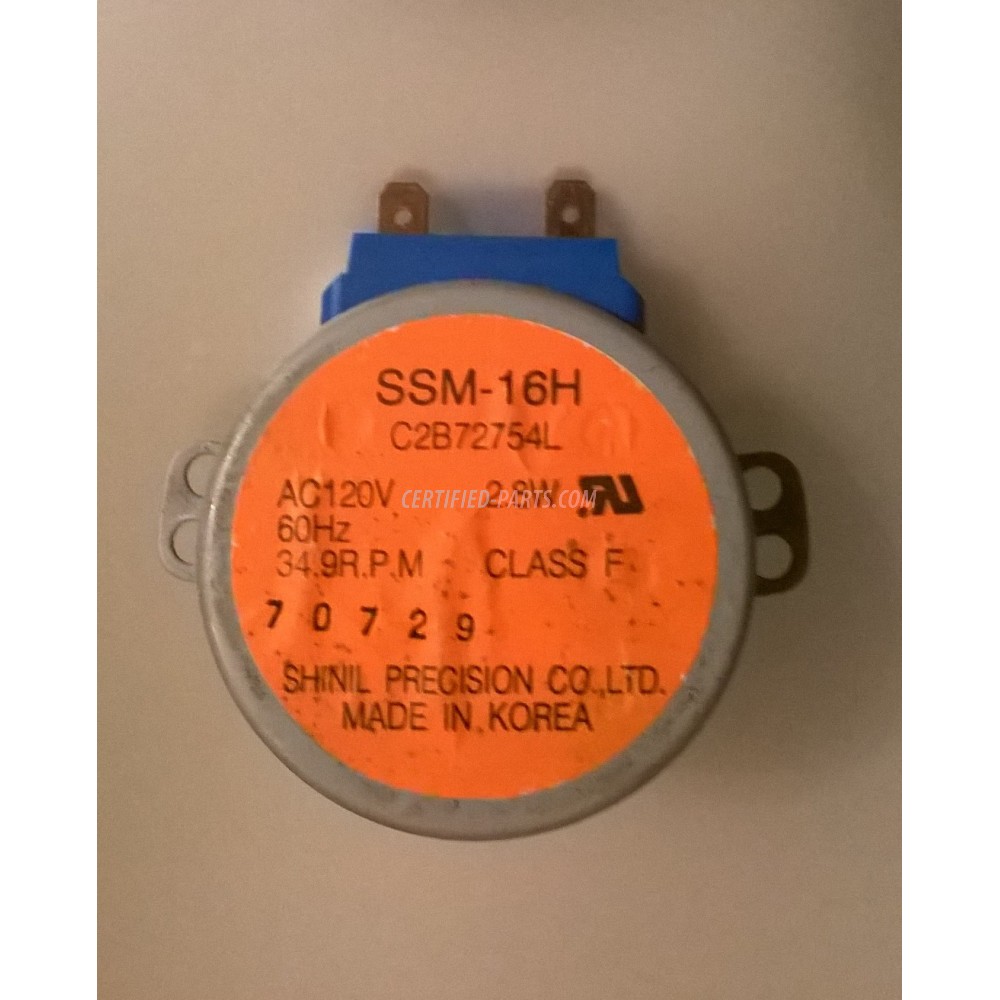 SSM-16H
C2B72754L
AC120V 2.8W RU
60Hz
34.9R.P.M CLASS F
70729
SHINIL PRECISION CO.,LTD.
MADE IN KOREA
CERTIFIED-PARTS.COM